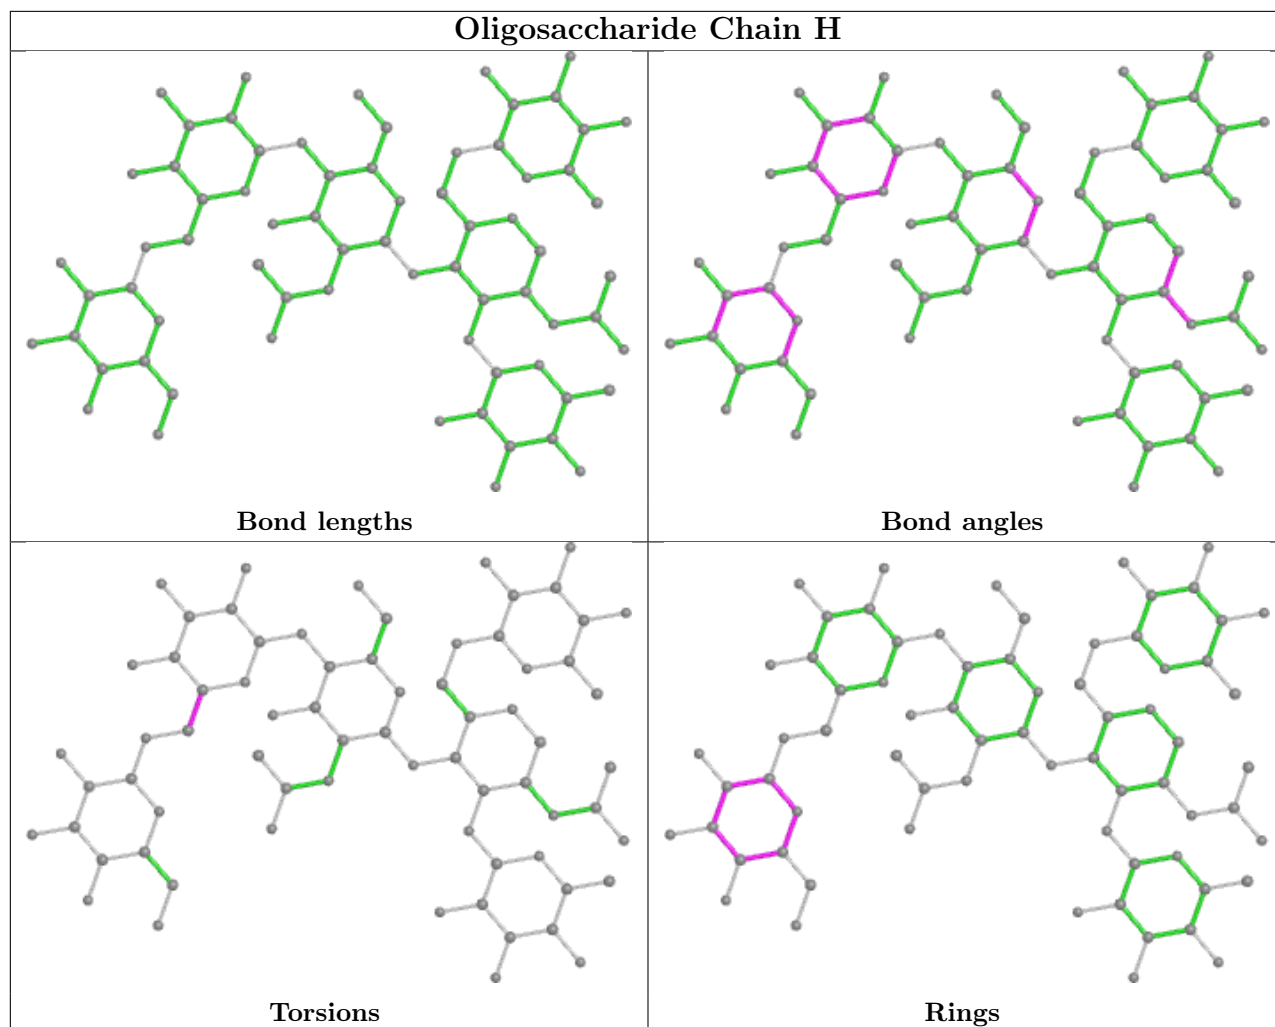 Oligosaccharide Chain H
Bond lengths
Bond angles
Torsions
Rings